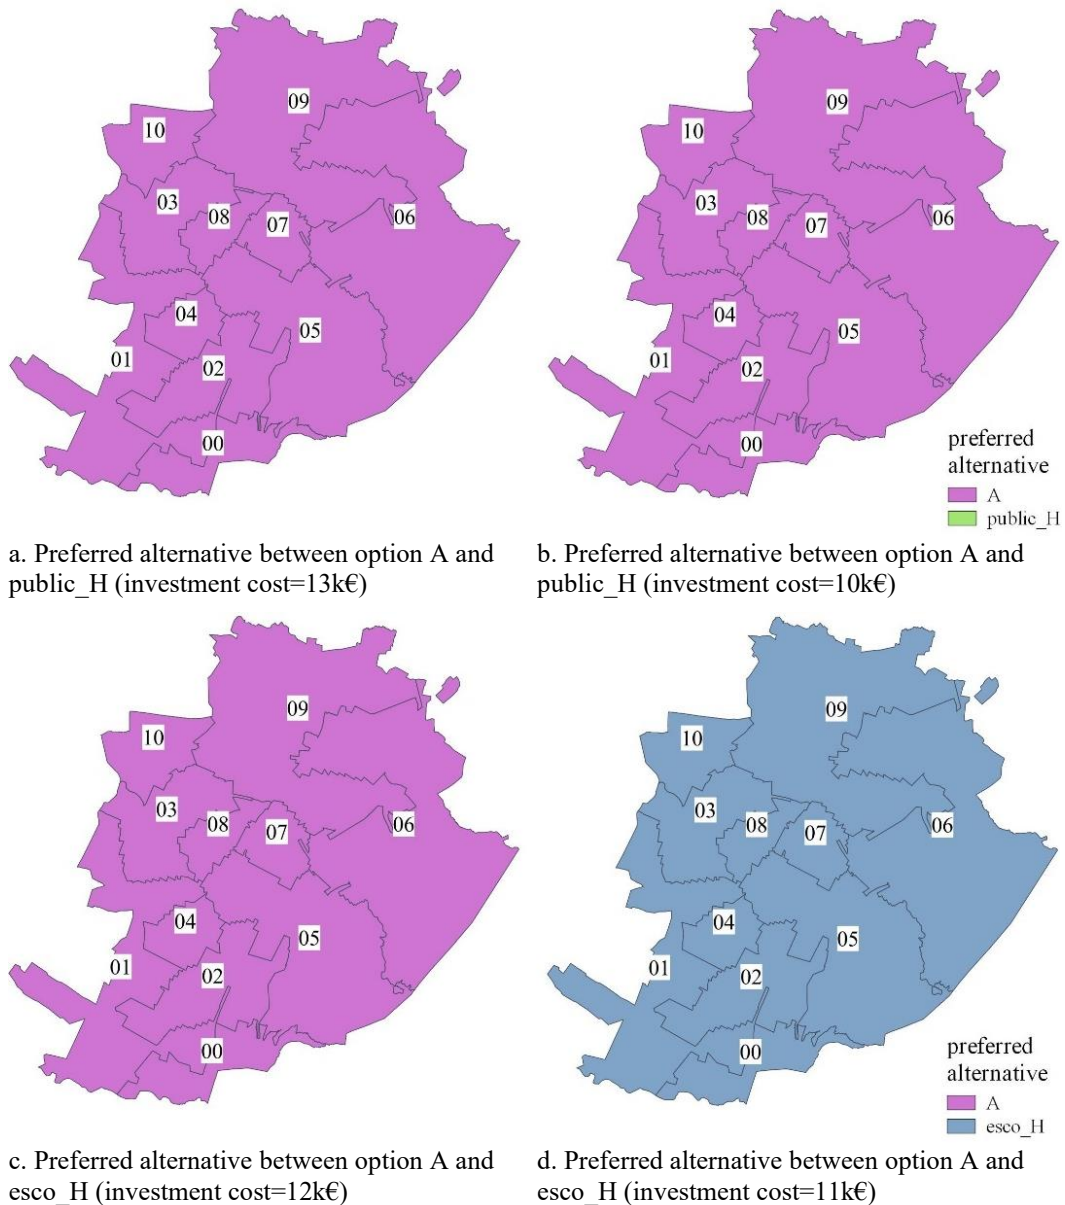 09
10
03
08
07
06
04
05
01
02
00
09
10
03
08
07
06
04
05
01
02
00
preferred
alternative
A
public_H
a. Preferred alternative between option A and
public_H (investment cost=13k€)
b. Preferred alternative between option A and
public_H (investment cost=10k€)
09
10
03
08
07
06
04
05
01
02
00
09
10
03
08
07
06
04
05
01
02
00
preferred
alternative
A
esco_H
c. Preferred alternative between option A and
esco_H (investment cost=12k€)
d. Preferred alternative between option A and
esco_H (investment cost=11k€)